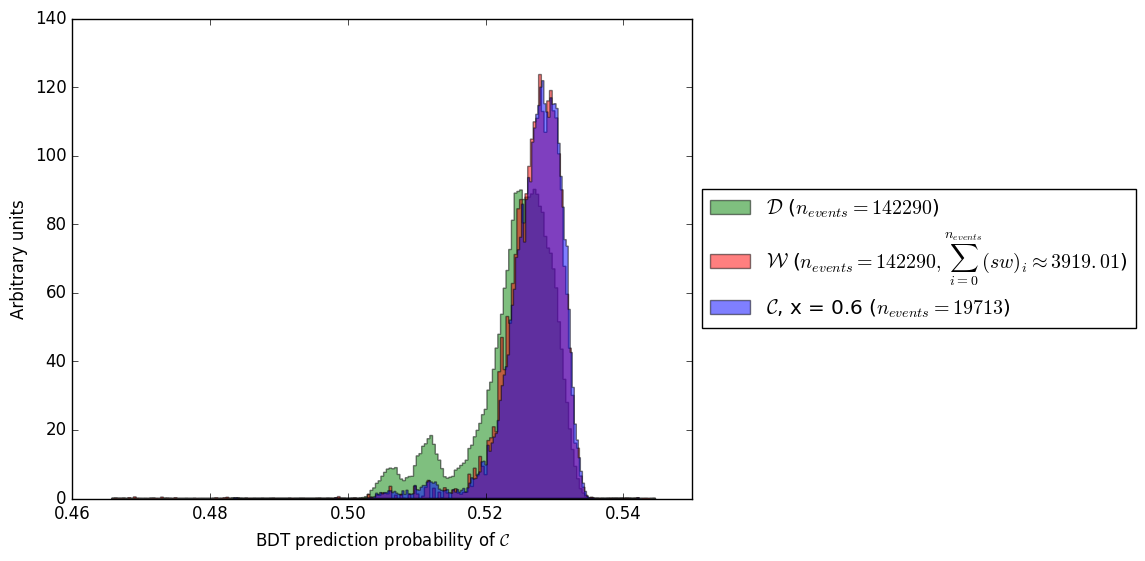 140
120
100
80
60
40
20
0
0.46 0.48 0.50 0.52 0.54
Arbitrary units
BDT prediction probability of 𝒞
𝒟 (n_events = 142290)
𝒲 (n_events = 142290, ∑_{i=0}^{n_events} (sw)_i ≈ 3919.01)
𝒞, x = 0.6 (n_events = 19713)